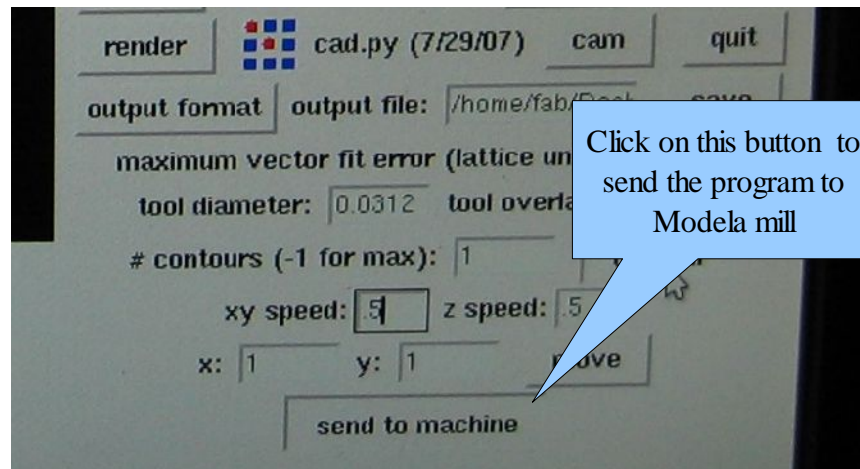 render cad.py (7/29/07) cam quit
output format output file: /home/fab/
maximum vector fit error (lattice
tool diameter: 0.0312 tool
# contours (-1 for max): 1
xy speed: .5 z speed: .5
x: 1 y: 1 move
send to machine
Click on this button to
send the program to
Modela mill